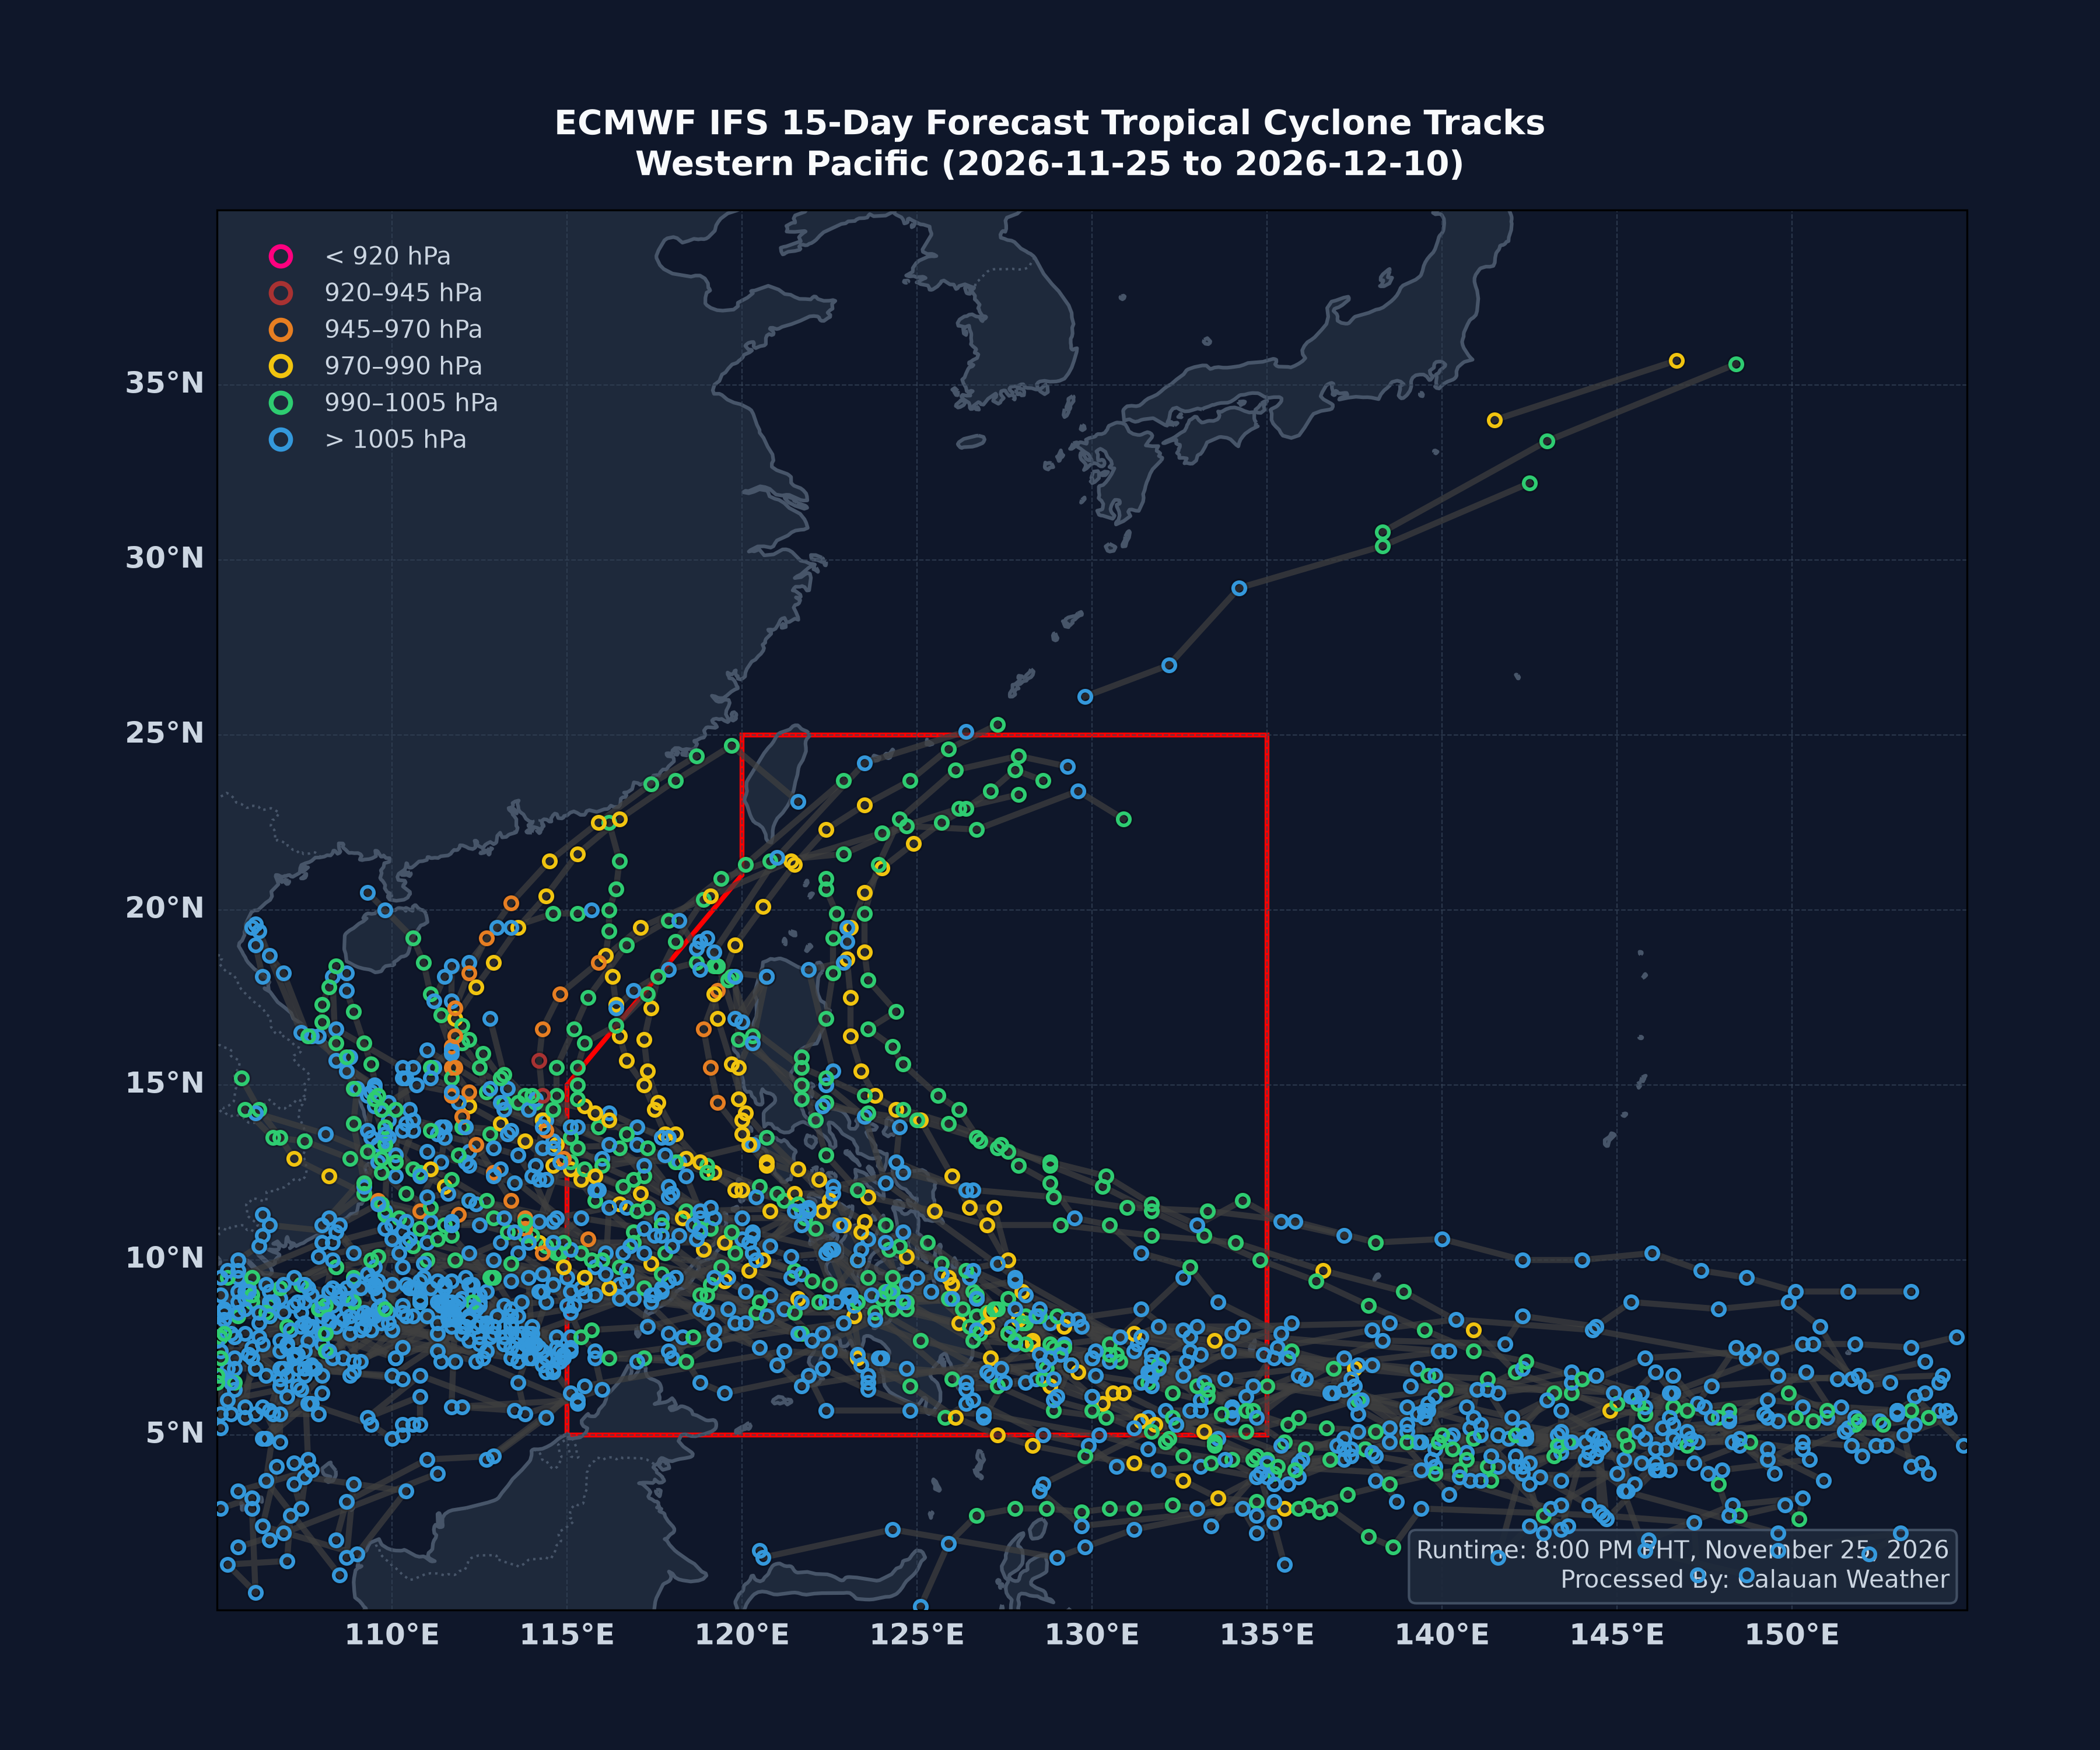 ECMWF IFS 15-Day Forecast Tropical Cyclone Tracks
Western Pacific (2026-11-25 to 2026-12-10)
< 920 hPa
920–945 hPa
945–970 hPa
970–990 hPa
990–1005 hPa
> 1005 hPa
35°N
30°N
25°N
20°N
15°N
10°N
5°N
Runtime: 8:00 PM PHT, November 25, 2026
Processed By: Calauan Weather
110°E 115°E 120°E 125°E 130°E 135°E 140°E 145°E 150°E